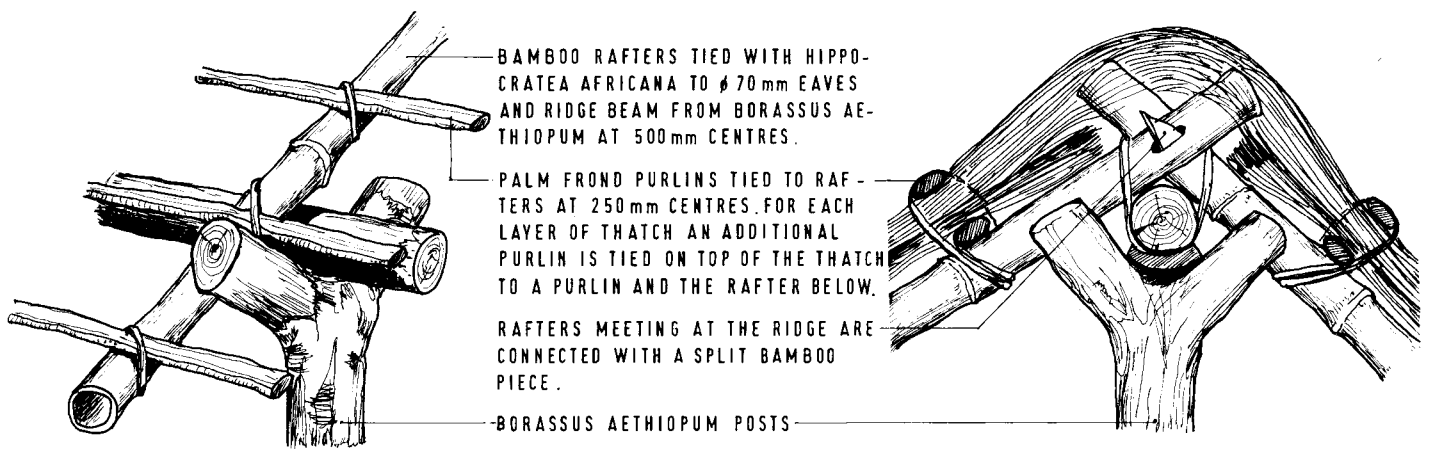 BAMBOO RAFTERS TIED WITH HIPPO-
CRATEA AFRICANA TO ø 70mm EAVES
AND RIDGE BEAM FROM BORASSUS AE-
THIOPUM AT 500mm CENTRES.
PALM FROND PURLINS TIED TO RAF-
TERS AT 250mm CENTRES. FOR EACH
LAYER OF THATCH AN ADDITIONAL
PURLIN IS TIED ON TOP OF THE THATCH
TO A PURLIN AND THE RAFTER BELOW.
RAFTERS MEETING AT THE RIDGE ARE
CONNECTED WITH A SPLIT BAMBOO
PIECE.
BORASSUS AETHIOPUM POSTS